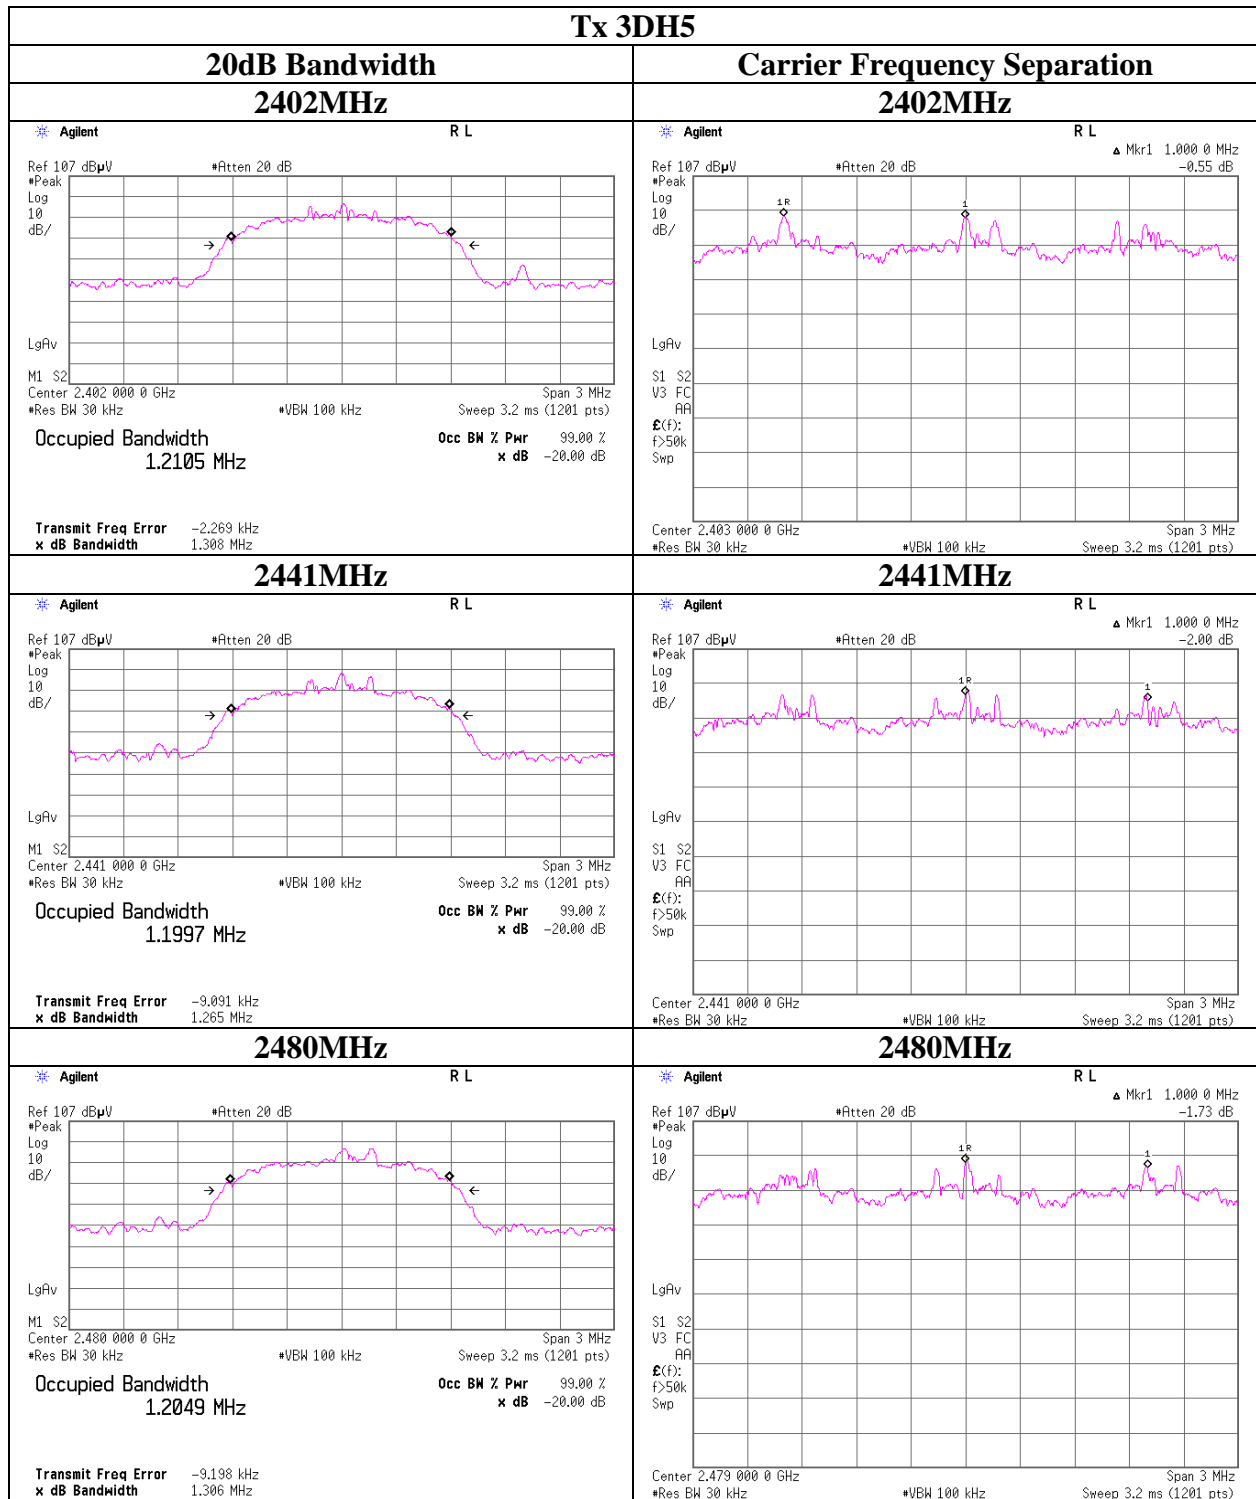 Tx 3DH5
20dB Bandwidth
Carrier Frequency Separation
2402MHz
2402MHz
Agilent
R L
Ref 107 dBµV
#Atten 20 dB
#Peak
Log
10
dB/
LgAv
M1 S2
Center 2.402 000 0 GHz
Span 3 MHz
#Res BW 30 kHz
#VBW 100 kHz
Sweep 3.2 ms (1201 pts)
Occupied Bandwidth
1.2105 MHz
Occ BW % Pwr 99.00 %
x dB -20.00 dB
Transmit Freq Error -2.269 kHz
x dB Bandwidth 1.308 MHz
Agilent
R L
Δ Mkr1 1.000 0 MHz
Ref 107 dBµV
#Atten 20 dB
-0.55 dB
#Peak
Log
10
dB/
1R
1
LgAv
S1 S2
V3 FC
AA
£(f):
f>50k
Swp
Center 2.403 000 0 GHz
Span 3 MHz
#Res BW 30 kHz
#VBW 100 kHz
Sweep 3.2 ms (1201 pts)
2441MHz
2441MHz
Agilent
R L
Ref 107 dBµV
#Atten 20 dB
#Peak
Log
10
dB/
LgAv
M1 S2
Center 2.441 000 0 GHz
Span 3 MHz
#Res BW 30 kHz
#VBW 100 kHz
Sweep 3.2 ms (1201 pts)
Occupied Bandwidth
1.1997 MHz
Occ BW % Pwr 99.00 %
x dB -20.00 dB
Transmit Freq Error -9.091 kHz
x dB Bandwidth 1.265 MHz
Agilent
R L
Δ Mkr1 1.000 0 MHz
Ref 107 dBµV
#Atten 20 dB
-2.00 dB
#Peak
Log
10
dB/
1R
1
LgAv
S1 S2
V3 FC
AA
£(f):
f>50k
Swp
Center 2.441 000 0 GHz
Span 3 MHz
#Res BW 30 kHz
#VBW 100 kHz
Sweep 3.2 ms (1201 pts)
2480MHz
2480MHz
Agilent
R L
Ref 107 dBµV
#Atten 20 dB
#Peak
Log
10
dB/
LgAv
M1 S2
Center 2.480 000 0 GHz
Span 3 MHz
#Res BW 30 kHz
#VBW 100 kHz
Sweep 3.2 ms (1201 pts)
Occupied Bandwidth
1.2049 MHz
Occ BW % Pwr 99.00 %
x dB -20.00 dB
Transmit Freq Error -9.198 kHz
x dB Bandwidth 1.306 MHz
Agilent
R L
Δ Mkr1 1.000 0 MHz
Ref 107 dBµV
#Atten 20 dB
-1.73 dB
#Peak
Log
10
dB/
1R
1
LgAv
S1 S2
V3 FC
AA
£(f):
f>50k
Swp
Center 2.479 000 0 GHz
Span 3 MHz
#Res BW 30 kHz
#VBW 100 kHz
Sweep 3.2 ms (1201 pts)